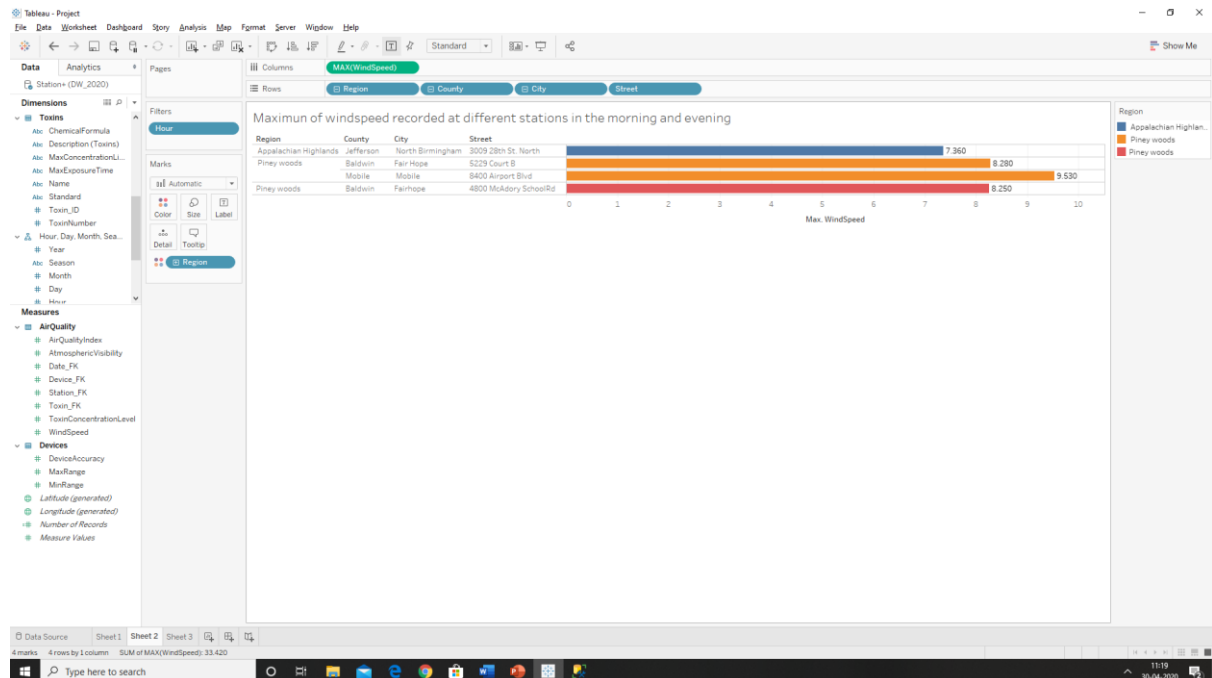 Tableau - Project
File Data Worksheet Dashboard Story Analysis Map Format Server Window Help
Standard
Show Me
Data Analytics
Station+ (DW_2020)
Dimensions
Toxins
Abc ChemicalFormula
Abc Description (Toxins)
Abc MaxConcentrationLi...
Abc MaxExposureTime
Abc Name
Abc Standard
# Toxin_ID
# ToxinNumber
Hour, Day, Month, Sea...
# Year
Abc Season
# Month
# Day
# Hour
Measures
AirQuality
# AirQualityIndex
# AtmosphericVisibility
# Date_FK
# Device_FK
# Station_FK
# Toxin_FK
# ToxinConcentrationLevel
# WindSpeed
Devices
# DeviceAccuracy
# MaxRange
# MinRange
Latitude (generated)
Longitude (generated)
=# Number of Records
# Measure Values
Pages
Filters
Hour
Marks
Automatic
Color Size Label
Detail Tooltip
Region
Columns MAX(WindSpeed)
Rows Region County City Street
Maximun of windspeed recorded at different stations in the morning and evening
Region County City Street
Appalachian Highlands Jefferson North Birmingham 3009 28th St. North 7.360
Piney woods Baldwin Fair Hope 5229 Court B 8.280
Mobile Mobile 8400 Airport Blvd 9.530
Piney woods Baldwin Fairhope 4800 McAdory SchoolRd 8.250
0 1 2 3 4 5 6 7 8 9 10
Max. WindSpeed
Region
Appalachian Highlan..
Piney woods
Piney woods
Data Source Sheet 1 Sheet 2 Sheet 3
4 marks 4 rows by 1 column SUM of MAX(WindSpeed): 33.420
Type here to search
11:19
30-04-2020